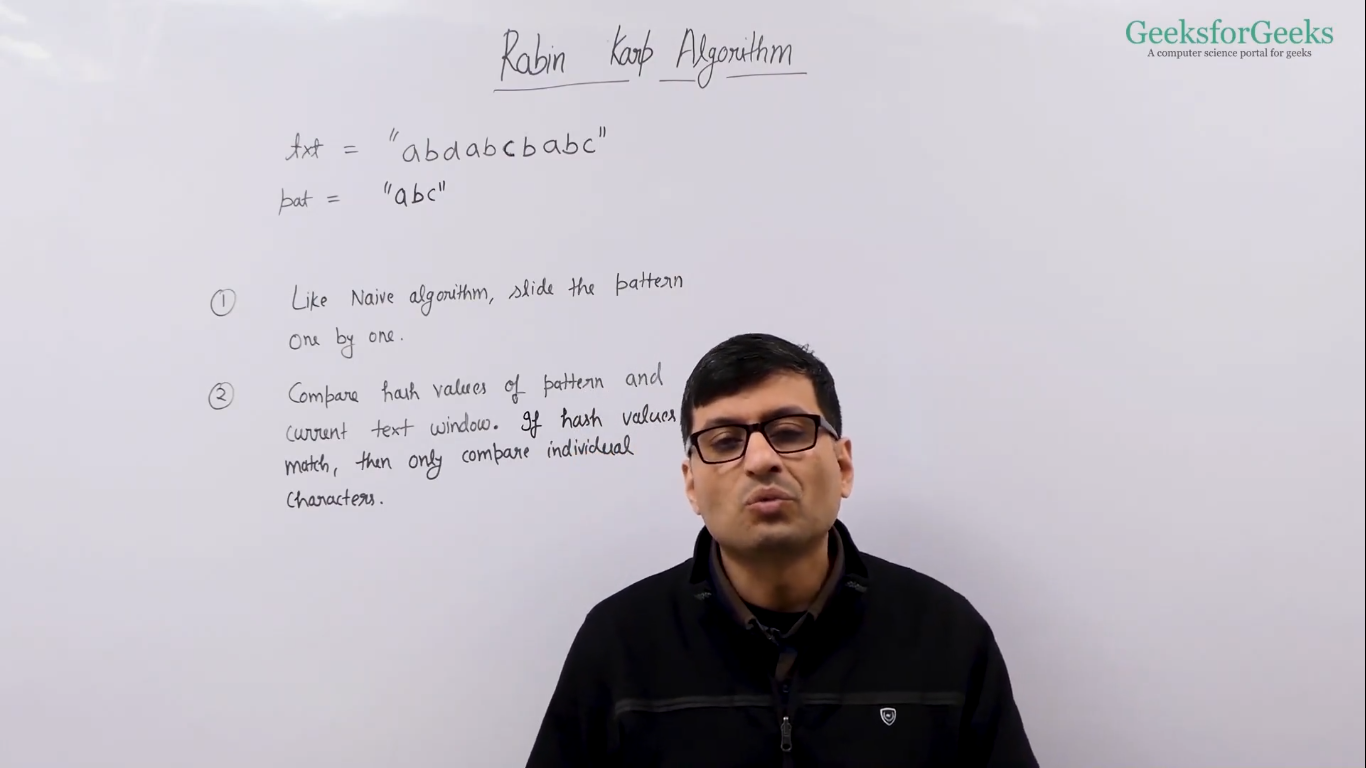 GeeksforGeeks
A computer science portal for geeks
Rabin Karp Algorithm
txt = "abdabcbabc"
pat = "abc"
① Like Naive algorithm, slide the pattern
one by one.
② Compare hash values of pattern and
current text window. If hash values
match, then only compare individual
characters.